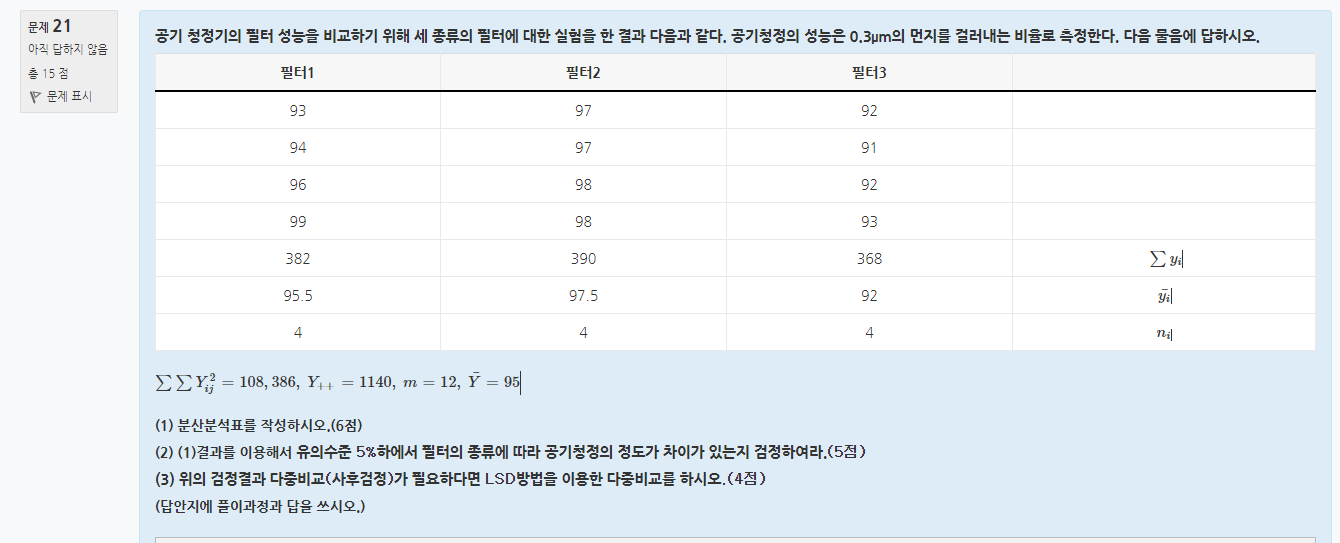 문제 21
아직 답하지 않음
총 15 점
문제 표시
공기 청정기의 필터 성능을 비교하기 위해 세 종류의 필터에 대한 실험을 한 결과 다음과 같다. 공기청정의 성능은 0.3μm의 먼지를 걸러내는 비율로 측정한다. 다음 물음에 답하시오.
필터1 필터2 필터3
93 97 92
94 97 91
96 98 92
99 98 93
382 390 368 ∑ yᵢ
95.5 97.5 92 ȳᵢ
4 4 4 nᵢ
∑∑Y²ᵢⱼ = 108,386, Y₊₊ = 1140, m = 12, Ȳ = 95
(1) 분산분석표를 작성하시오.(6점)
(2) (1)결과를 이용해서 유의수준 5%하에서 필터의 종류에 따라 공기청정의 정도가 차이가 있는지 검정하여라.(5점)
(3) 위의 검정결과 다중비교(사후검정)가 필요하다면 LSD방법을 이용한 다중비교를 하시오.(4점)
(답안지에 풀이과정과 답을 쓰시오.)